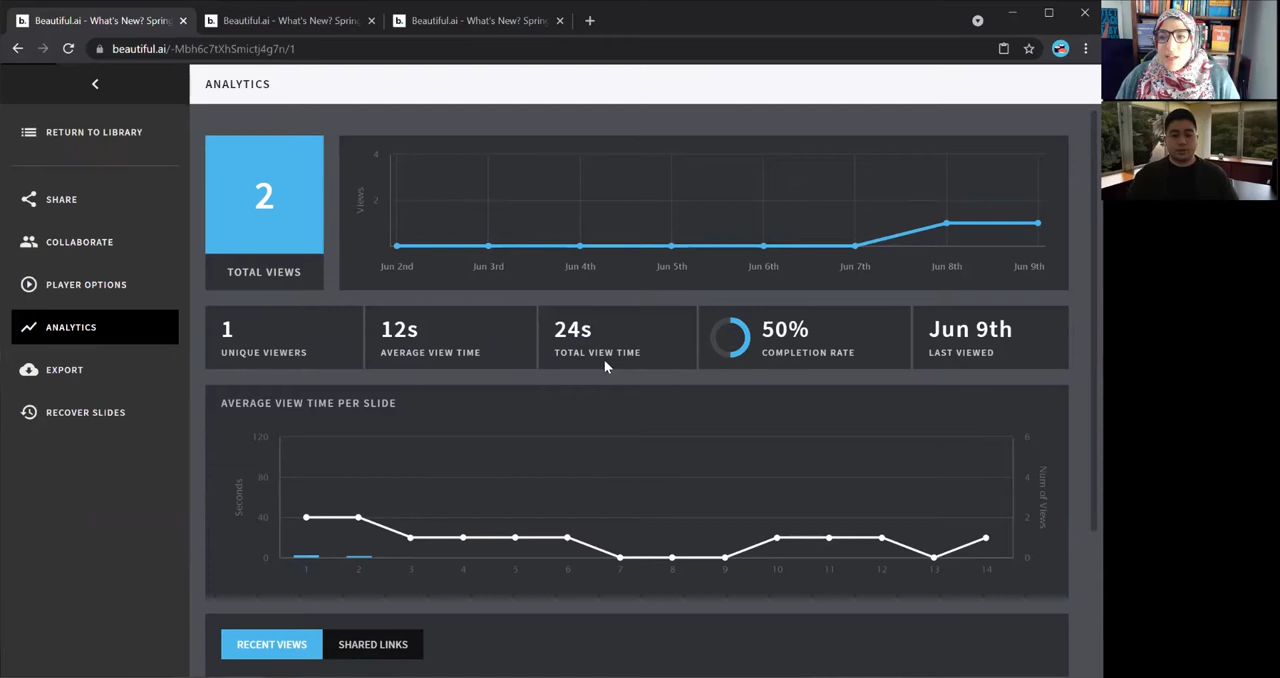 b. Beautiful.ai - What's New? Spring
b. Beautiful.ai - What's New? Spring
b. Beautiful.ai - What's New? Spring
beautiful.ai/-Mbh6c7tXhSmictj4g7n/1
ANALYTICS
RETURN TO LIBRARY
SHARE
COLLABORATE
PLAYER OPTIONS
ANALYTICS
EXPORT
RECOVER SLIDES
2
TOTAL VIEWS
Views
4
2
Jun 2nd Jun 3rd Jun 4th Jun 5th Jun 6th Jun 7th Jun 8th Jun 9th
1
UNIQUE VIEWERS
12s
AVERAGE VIEW TIME
24s
TOTAL VIEW TIME
50%
COMPLETION RATE
Jun 9th
LAST VIEWED
AVERAGE VIEW TIME PER SLIDE
Seconds
120
80
40
0
6
4
2
0
Num of Views
1 2 3 4 5 6 7 8 9 10 11 12 13 14
RECENT VIEWS
SHARED LINKS